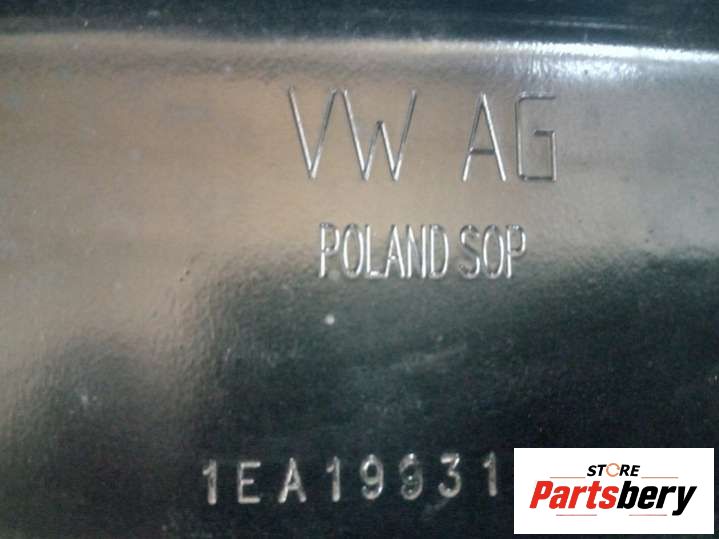 VW AG
POLAND SOP
1EA19931
STORE
Partsbery